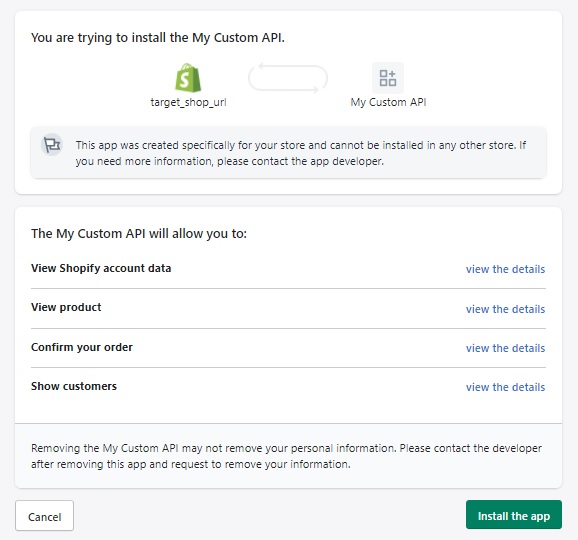 You are trying to install the My Custom API.
target_shop_url
My Custom API
This app was created specifically for your store and cannot be installed in any other store. If
you need more information, please contact the app developer.
The My Custom API will allow you to:
View Shopify account data
view the details
View product
view the details
Confirm your order
view the details
Show customers
view the details
Removing the My Custom API may not remove your personal information. Please contact the developer
after removing this app and request to remove your information.
Cancel
Install the app